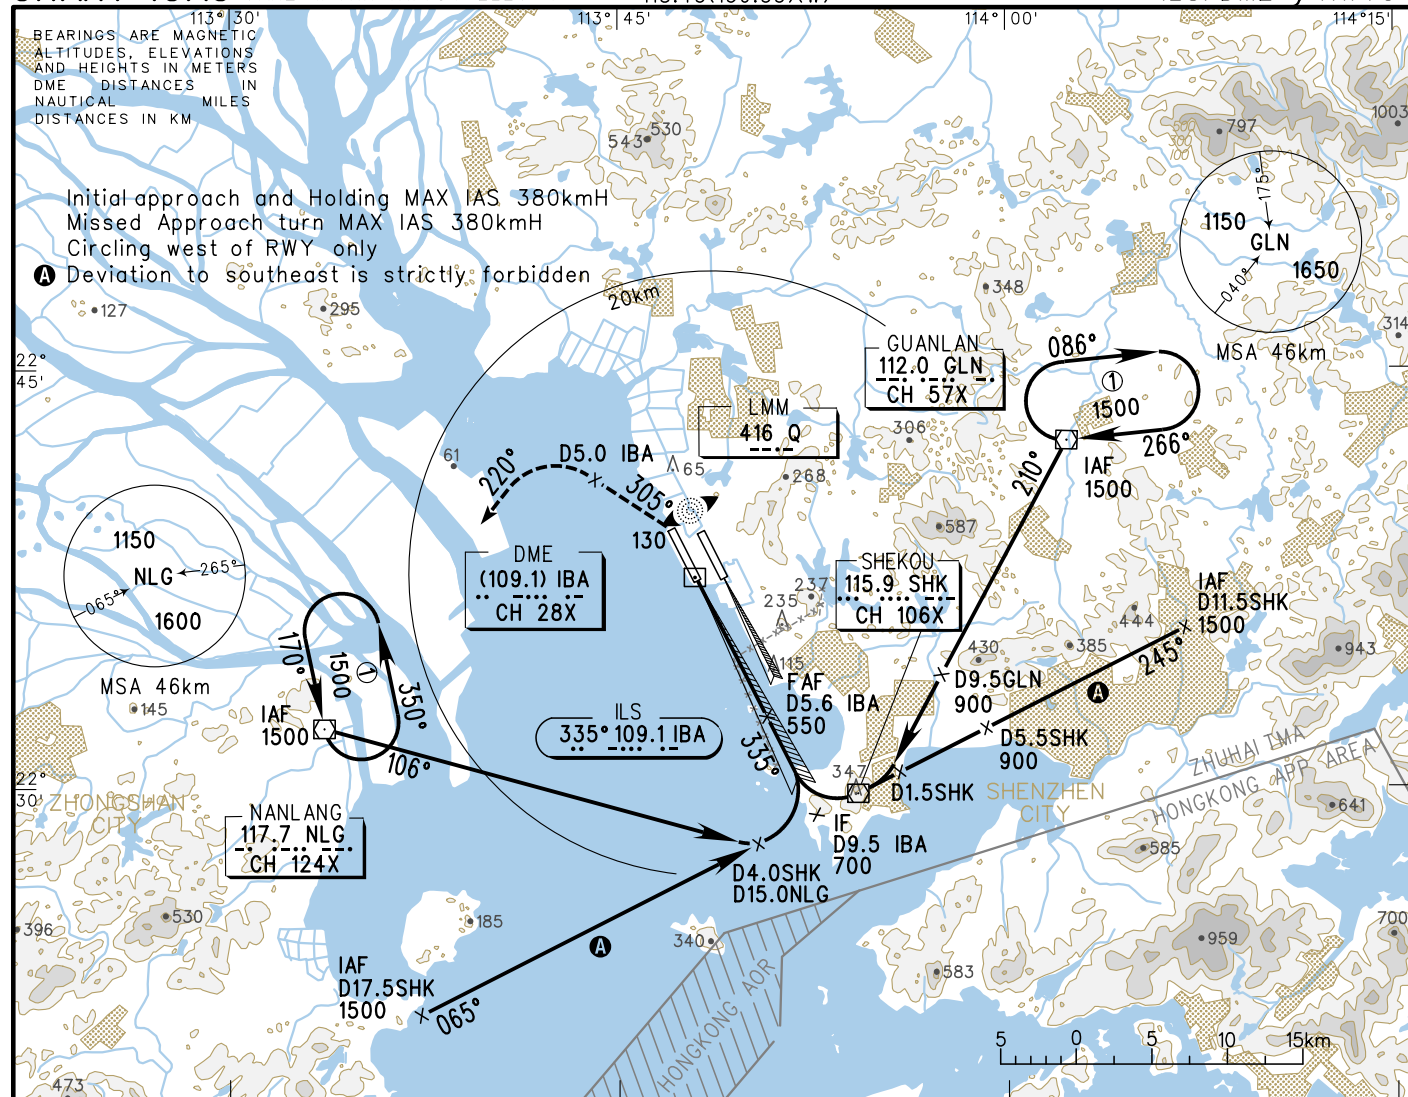 113°30'
113°45'
114°00'
114°15'
BEARINGS ARE MAGNETIC
ALTITUDES, ELEVATIONS
AND HEIGHTS IN METERS
DME DISTANCES IN
NAUTICAL MILES
DISTANCES IN KM
Initial approach and Holding MAX IAS 380kmH
Missed Approach turn MAX IAS 380kmH
Circling west of RWY only
A Deviation to southeast is strictly forbidden
530
543
797
1003
500
300
100
175°
1150
GLN
1650
040°
MSA 46km
127
295
20km
348
314
22°
45'
GUANLAN
112.0 GLN
CH 57X
086°
1
1500
266°
IAF
1500
210°
LMM
416 Q
306
61
D5.0 IBA
65
268
220°
305°
130
587
1150
NLG
265°
065°
1600
MSA 46km
DME
(109.1) IBA
CH 28X
SHEKOU
115.9 SHK
CH 106X
237
235
115
IAF
D11.5SHK
1500
444
385
430
943
245°
A
170°
1500
1
350°
145
IAF
1500
106°
FAF
D5.6 IBA
550
D9.5GLN
900
D5.5SHK
900
ILS
335° 109.1 IBA
335°
347
D1.5SHK
ZHUHAI TMA
HONGKONG APP AREA
SHENZHEN
CITY
22°
30'
ZHONGSHAN
CITY
NANLANG
117.7 NLG
CH 124X
IF
D9.5 IBA
700
D4.0SHK
D15.0NLG
641
585
530
396
185
340
959
700
583
A
IAF
D17.5SHK
1500
065°
HONGKONG AOR
473
5 0 5 10 15km